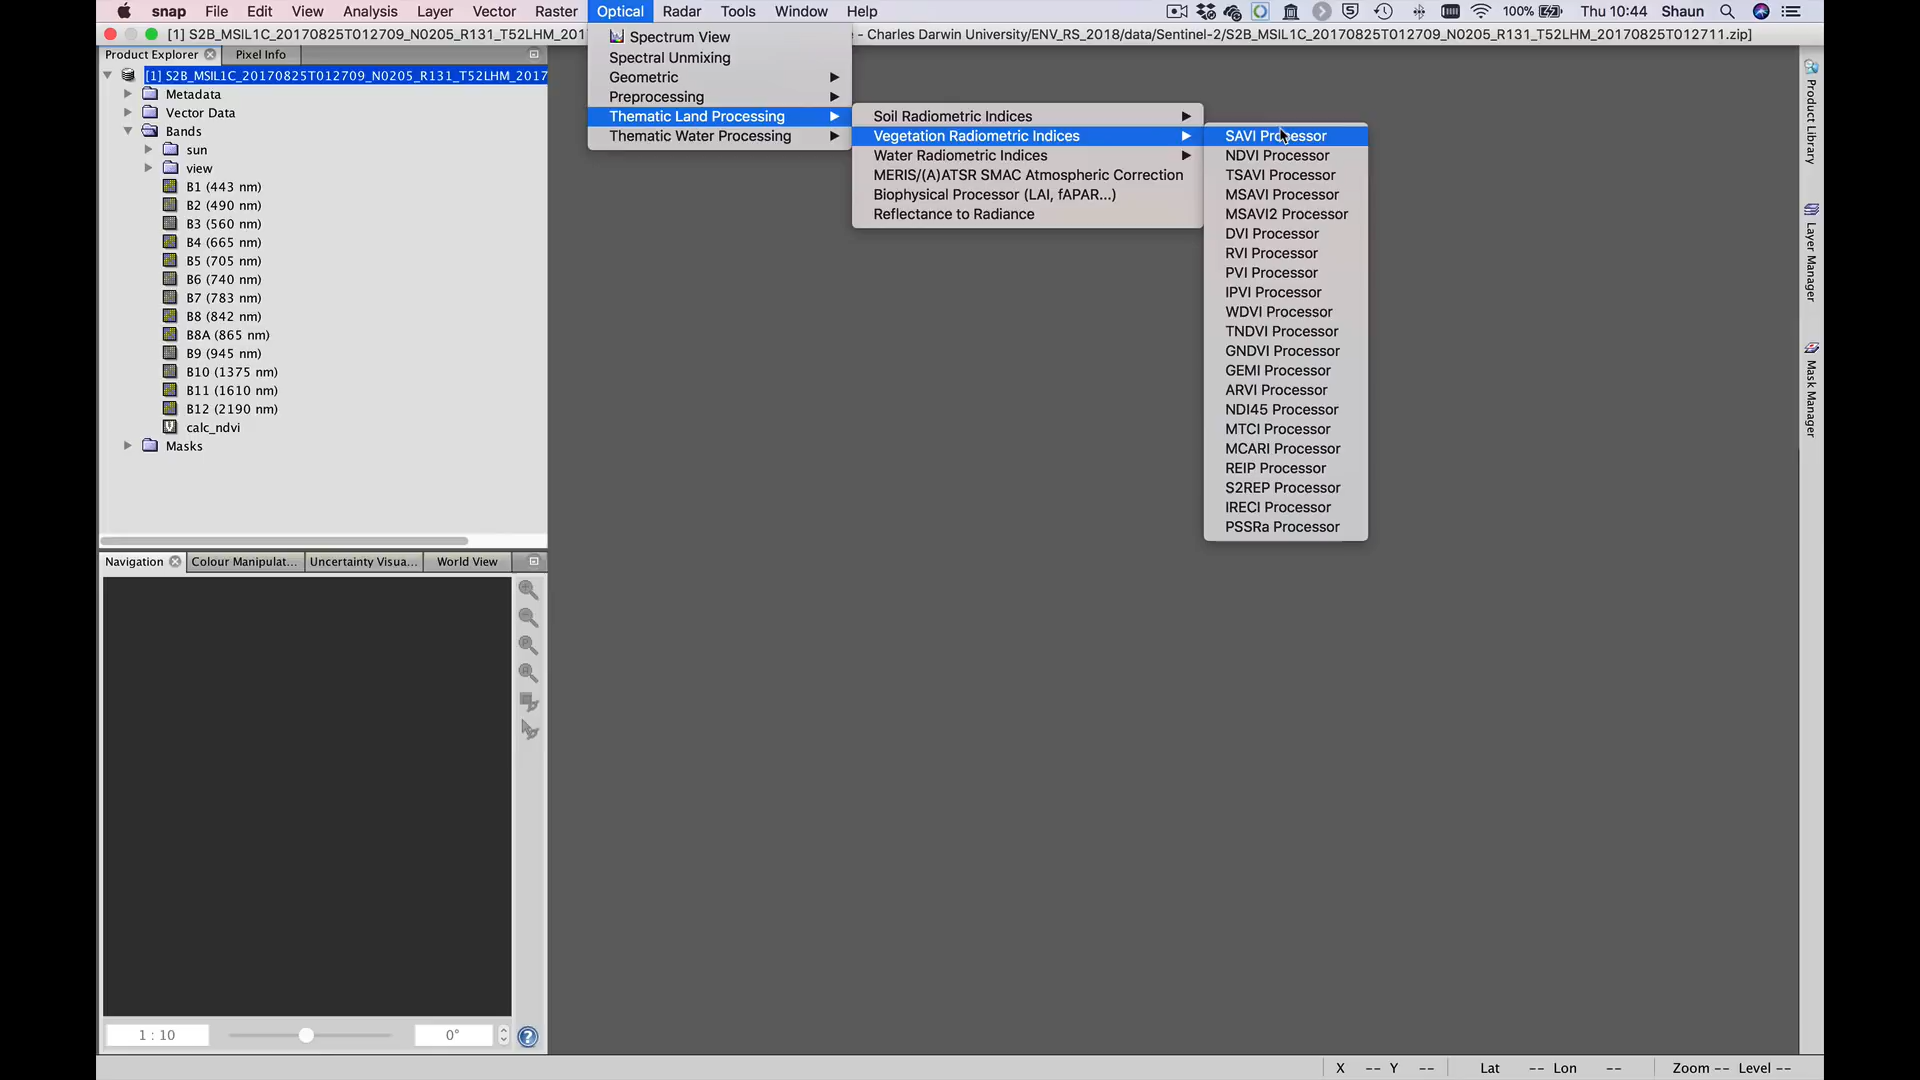 snap File Edit View Analysis Layer Vector Raster Optical Radar Tools Window Help 100% Thu 10:44 Shaun
[1] S2B_MSIL1C_20170825T012709_N0205_R131_T52LHM_2017082 - Charles Darwin University/ENV_RS_2018/data/Sentinel-2/S2B_MSIL1C_20170825T012709_N0205_R131_T52LHM_20170825T012711.zip]
Product Explorer Pixel Info
[1] S2B_MSIL1C_20170825T012709_N0205_R131_T52LHM_2017
Metadata
Vector Data
Bands
sun
view
B1 (443 nm)
B2 (490 nm)
B3 (560 nm)
B4 (665 nm)
B5 (705 nm)
B6 (740 nm)
B7 (783 nm)
B8 (842 nm)
B8A (865 nm)
B9 (945 nm)
B10 (1375 nm)
B11 (1610 nm)
B12 (2190 nm)
calc_ndvi
Masks
Spectrum View
Spectral Unmixing
Geometric
Preprocessing
Thematic Land Processing
Thematic Water Processing
Soil Radiometric Indices
Vegetation Radiometric Indices
Water Radiometric Indices
MERIS/(A)ATSR SMAC Atmospheric Correction
Biophysical Processor (LAI, fAPAR...)
Reflectance to Radiance
SAVI Processor
NDVI Processor
TSAVI Processor
MSAVI Processor
MSAVI2 Processor
DVI Processor
RVI Processor
PVI Processor
IPVI Processor
WDVI Processor
TNDVI Processor
GNDVI Processor
GEMI Processor
ARVI Processor
NDI45 Processor
MTCI Processor
MCARI Processor
REIP Processor
S2REP Processor
IRECI Processor
PSSRa Processor
Product Library
Layer Manager
Mask Manager
Navigation Colour Manipulat... Uncertainty Visua... World View
1 : 10 0°
X -- Y -- Lat -- Lon -- Zoom -- Level --